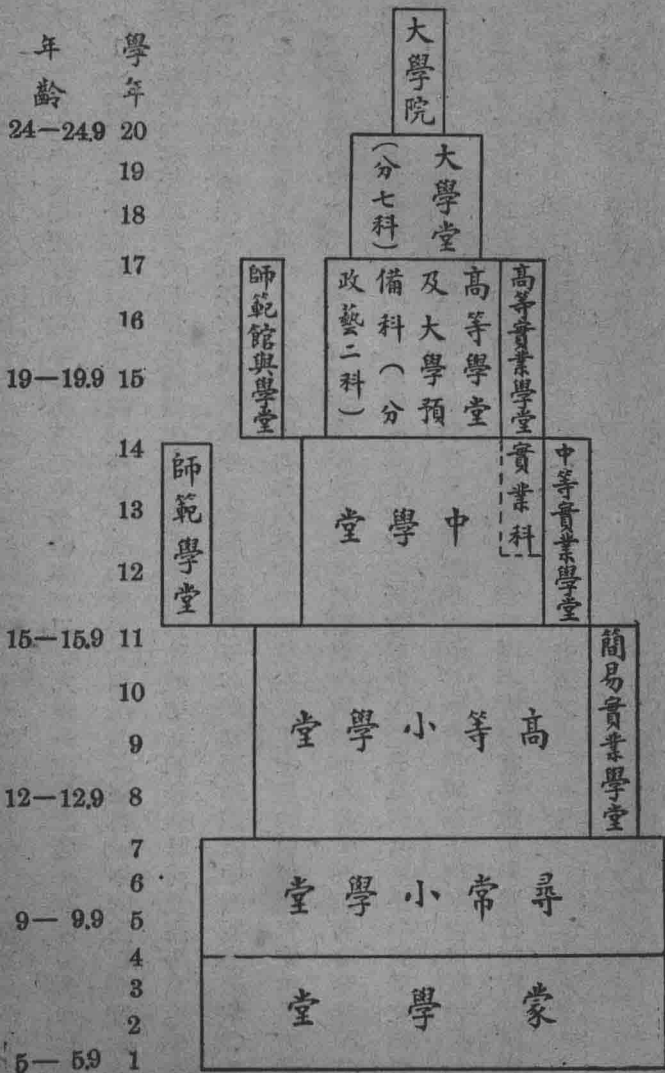 年齡
學年
大學院
24—24.9 20
大學堂
(分七科)
19
18
17
師範館與學堂
高等學堂
及大學預
備科(分
政藝二科)
高等實業學堂
16
19—19.9 15
14
師範學堂
中學堂
實業科
中等實業學堂
13
12
15—15.9 11
高等小學堂
簡易實業學堂
10
9
12—12.9 8
7
尋常小學堂
6
9—9.9 5
4
蒙學堂
3
2
5—5.9 1